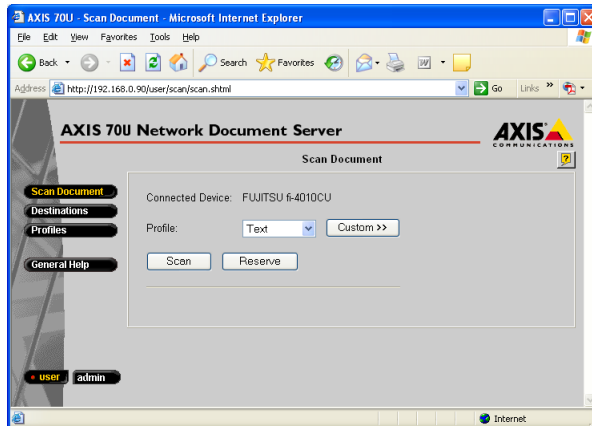 AXIS 70U - Scan Document - Microsoft Internet Explorer
File Edit View Favorites Tools Help
Back Search Favorites
Address http://192.168.0.90/user/scan/scan.shtml Go Links »
AXIS 70U Network Document Server
AXIS
COMMUNICATIONS
Scan Document ?
Scan Document
Connected Device: FUJITSU fi-4010CU
Destinations
Profiles
Profile: Text Custom >>
General Help
Scan Reserve
user admin
Internet